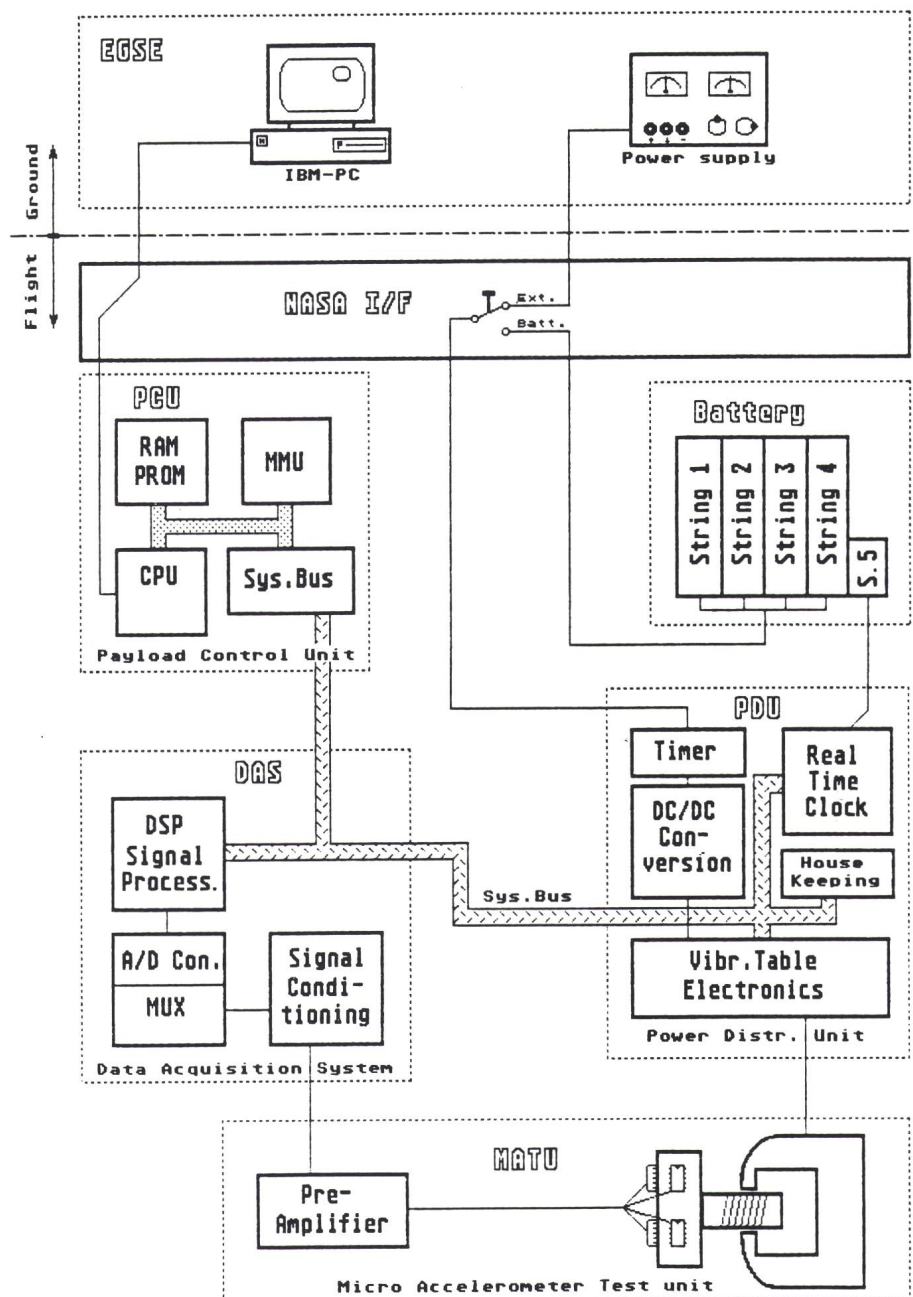 EGSE
IBM-PC
Power supply
Ground
Flight
NASA I/F
Ext.
Batt.
PCU
RAM
PROM
MMU
CPU
Sys.Bus
Payload Control Unit
Battery
String 1
String 2
String 3
String 4
S.5
DAS
DSP
Signal
Process.
A/D Con.
MUX
Signal
Condi-
tioning
Data Acquisition System
Sys.Bus
PDU
Timer
DC/DC
Con-
version
Real
Time
Clock
House
Keeping
Vibr.Table
Electronics
Power Distr. Unit
MATU
Pre-
Amplifier
Micro Accelerometer Test unit